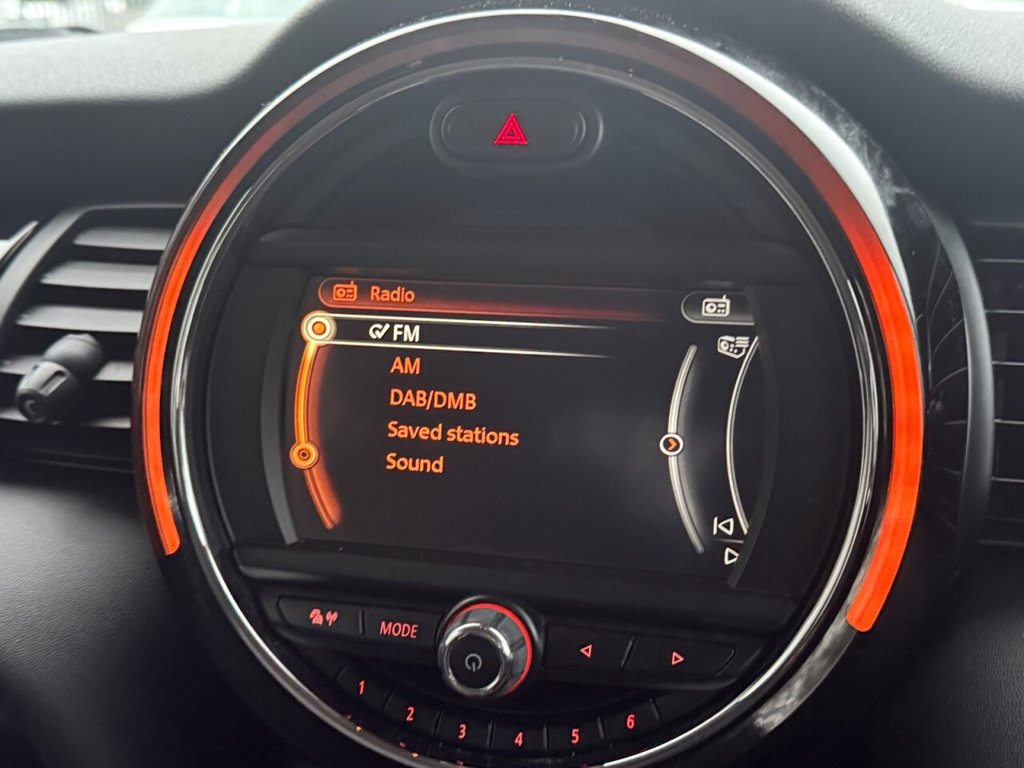 Radio
FM
AM
DAB/DMB
Saved stations
Sound
MODE
1 2 3 4 5 6